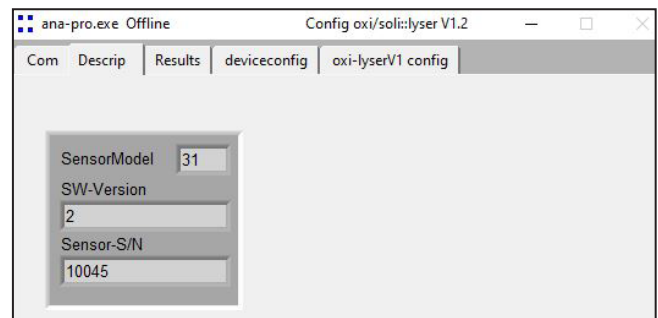 ana-pro.exe Offline Config oxi/soli::lyser V1.2
Com Descrip Results deviceconfig oxi-lyserV1 config
SensorModel 31
SW-Version
2
Sensor-S/N
10045